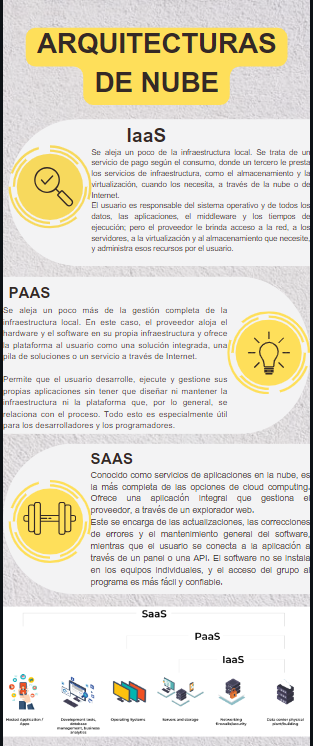 ARQUITECTURAS
DE NUBE
IaaS
Se aleja un poco de la infraestructura local. Se trata de un
servicio de pago según el consumo, donde un tercero le presta
los servicios de infraestructura, como el almacenamiento y la
virtualización, cuando los necesita, a través de la nube o de
Internet.
El usuario es responsable del sistema operativo y de todos los
datos, las aplicaciones, el middleware y los tiempos de
ejecución; pero el proveedor le brinda acceso a la red, a los
servidores, a la virtualización y al almacenamiento que necesite,
y administra esos recursos por el usuario.
PAAS
Se aleja un poco más de la gestión completa de la
infraestructura local. En este caso, el proveedor aloja el
hardware y el software en su propia infraestructura y ofrece
la plataforma al usuario como una solución integrada, una
pila de soluciones o un servicio a través de Internet.
Permite que el usuario desarrolle, ejecute y gestione sus
propias aplicaciones sin tener que diseñar ni mantener la
infraestructura ni la plataforma que, por lo general, se
relaciona con el proceso. Todo esto es especialmente útil
para los desarrolladores y los programadores.
SAAS
Conocido como servicios de aplicaciones en la nube, es
la más completa de las opciones de cloud computing.
Ofrece una aplicación integral que gestiona el
proveedor, a través de un explorador web.
Este se encarga de las actualizaciones, las correcciones
de errores y el mantenimiento general del software,
mientras que el usuario se conecta a la aplicación a
través de un panel o una API. El software no se instala
en los equipos individuales, y el acceso del grupo al
programa es más fácil y confiable.
SaaS
PaaS
IaaS
Hosted application /
Apps
Development tools,
database
management, business
analytics
Operating Systems
Servers and storage
Networking
firewalls/security
Data center physical
plant/building